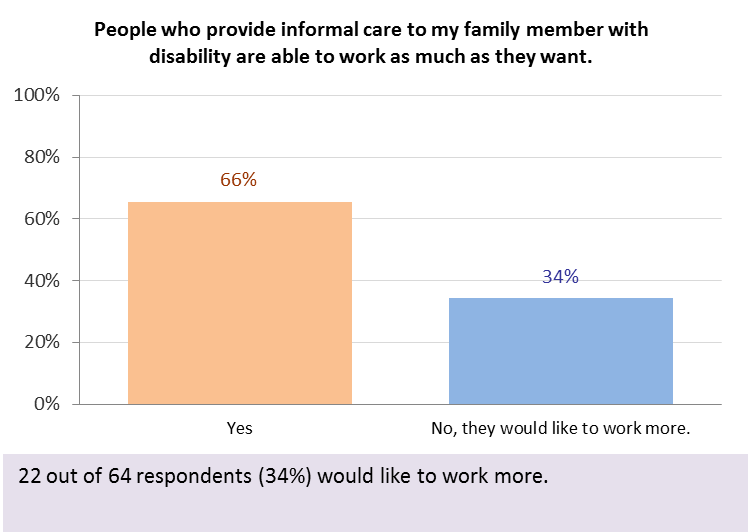 People who provide informal care to my family member with
disability are able to work as much as they want.
100%
80%
60%
40%
20%
0%
66%
34%
Yes
No, they would like to work more.
22 out of 64 respondents (34%) would like to work more.